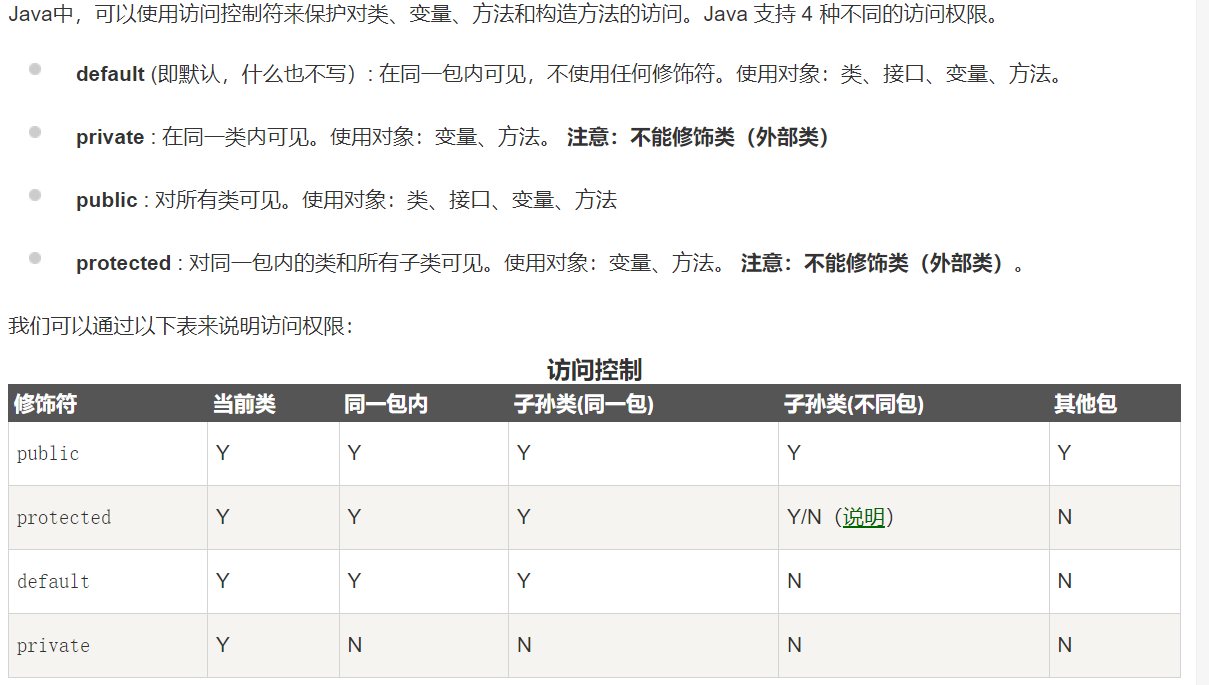 Java中，可以使用访问控制符来保护对类、变量、方法和构造方法的访问。Java 支持 4 种不同的访问权限。
default (即默认，什么也不写）: 在同一包内可见，不使用任何修饰符。使用对象：类、接口、变量、方法。
private : 在同一类内可见。使用对象：变量、方法。 注意：不能修饰类（外部类）
public : 对所有类可见。使用对象：类、接口、变量、方法
protected : 对同一包内的类和所有子类可见。使用对象：变量、方法。 注意：不能修饰类（外部类）。
我们可以通过以下表来说明访问权限：
访问控制
修饰符 当前类 同一包内 子孙类(同一包) 子孙类(不同包) 其他包
public Y Y Y Y Y
protected Y Y Y Y/N（说明） N
default Y Y Y N N
private Y N N N N